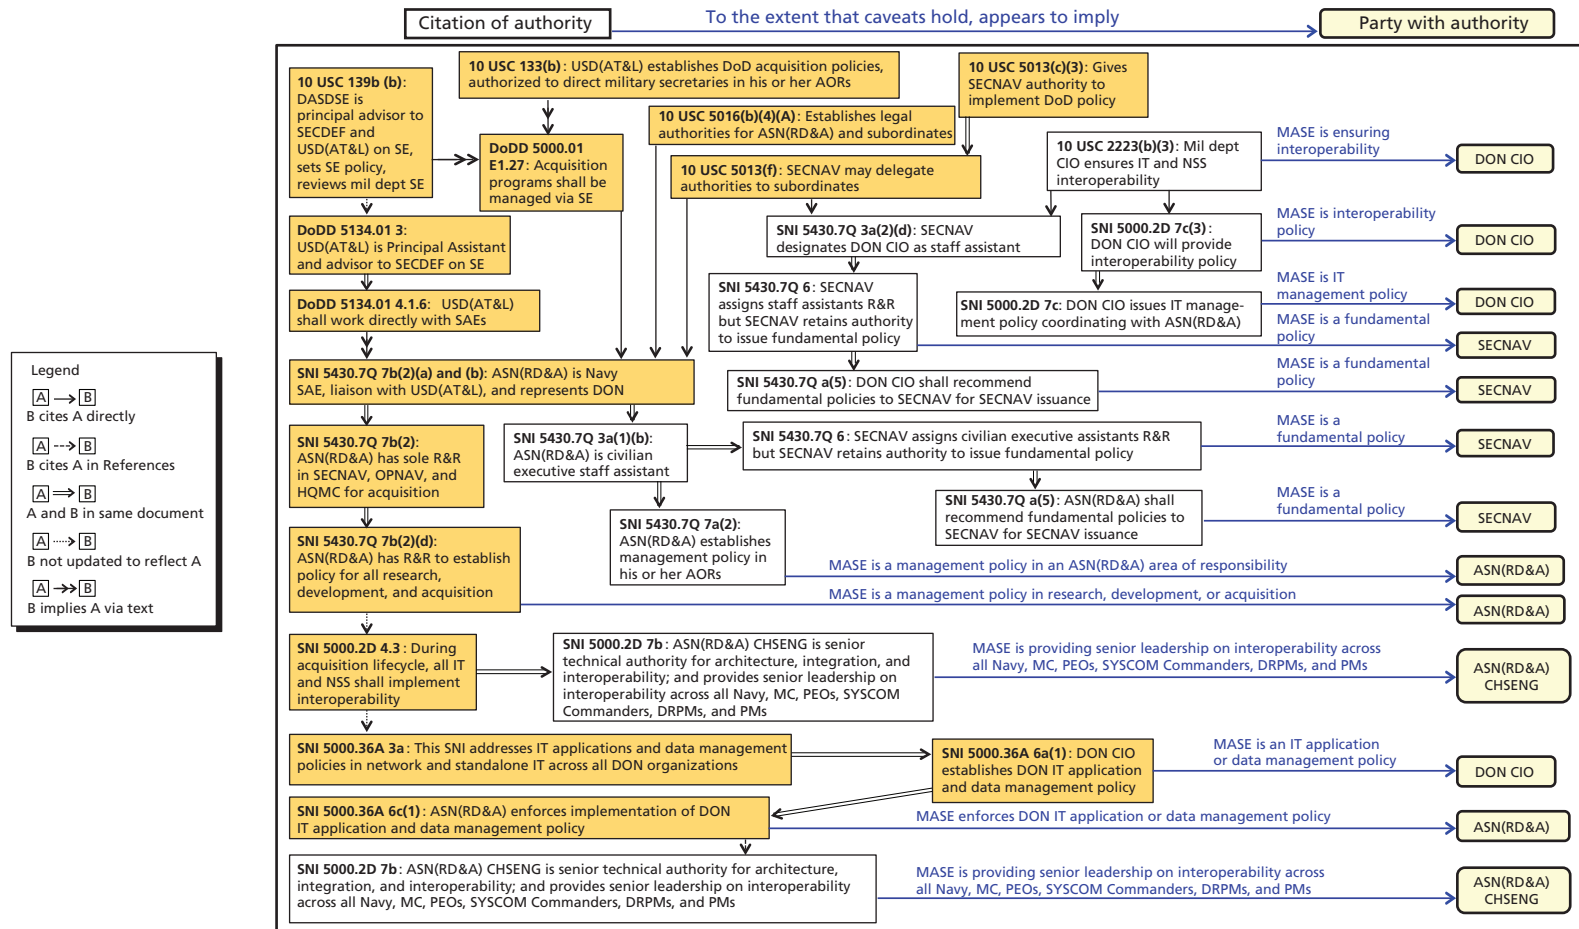 Citation of authority
To the extent that caveats hold, appears to imply
Party with authority
10 USC 139b (b):
DASDSE is
principal advisor to
SECDEF and
USD(AT&L) on SE,
sets SE policy,
reviews mil dept SE
10 USC 133(b): USD(AT&L) establishes DoD acquisition policies,
authorized to direct military secretaries in his or her AORs
10 USC 5013(c)(3): Gives
SECNAV authority to
implement DoD policy
10 USC 5016(b)(4)(A): Establishes legal
authorities for ASN(RD&A) and subordinates
DoDD 5000.01
E1.27: Acquisition
programs shall be
managed via SE
10 USC 5013(f): SECNAV may delegate
authorities to subordinates
10 USC 2223(b)(3): Mil dept
CIO ensures IT and NSS
interoperability
MASE is ensuring
interoperability
DON CIO
DoDD 5134.01 3:
USD(AT&L) is Principal Assistant
and advisor to SECDEF on SE
SNI 5430.7Q 3a(2)(d): SECNAV
designates DON CIO as staff assistant
SNI 5000.2D 7c(3):
DON CIO will provide
interoperability policy
MASE is interoperability
policy
DON CIO
DoDD 5134.01 4.1.6: USD(AT&L)
shall work directly with SAEs
SNI 5430.7Q 6: SECNAV
assigns staff assistants R&R
but SECNAV retains authority
to issue fundamental policy
SNI 5000.2D 7c: DON CIO issues IT manage-
ment policy coordinating with ASN(RD&A)
MASE is IT
management policy
DON CIO
MASE is a fundamental
policy
SECNAV
SNI 5430.7Q 7b(2)(a) and (b): ASN(RD&A) is Navy
SAE, liaison with USD(AT&L), and represents DON
SNI 5430.7Q a(5): DON CIO shall recommend
fundamental policies to SECNAV for SECNAV issuance
MASE is a fundamental
policy
SECNAV
Legend
A B
B cites A directly
A B
B cites A in References
A B
A and B in same document
A B
B not updated to reflect A
A B
B implies A via text
SNI 5430.7Q 7b(2):
ASN(RD&A) has sole R&R
in SECNAV, OPNAV, and
HQMC for acquisition
SNI 5430.7Q 3a(1)(b):
ASN(RD&A) is civilian
executive staff assistant
SNI 5430.7Q 6: SECNAV assigns civilian executive assistants R&R
but SECNAV retains authority to issue fundamental policy
MASE is a
fundamental policy
SECNAV
SNI 5430.7Q a(5): ASN(RD&A) shall
recommend fundamental policies to
SECNAV for SECNAV issuance
MASE is a
fundamental policy
SECNAV
SNI 5430.7Q 7b(2)(d):
ASN(RD&A) has R&R to establish
policy for all research,
development, and acquisition
SNI 5430.7Q 7a(2):
ASN(RD&A) establishes
management policy in
his or her AORs
MASE is a management policy in an ASN(RD&A) area of responsibility
ASN(RD&A)
MASE is a management policy in research, development, or acquisition
ASN(RD&A)
SNI 5000.2D 4.3: During
acquisition lifecycle, all IT
and NSS shall implement
interoperability
SNI 5000.2D 7b: ASN(RD&A) CHSENG is senior
technical authority for architecture, integration, and
interoperability; and provides senior leadership on
interoperability across all Navy, MC, PEOs, SYSCOM
Commanders, DRPMs, and PMs
MASE is providing senior leadership on interoperability across
all Navy, MC, PEOs, SYSCOM Commanders, DRPMs, and PMs
ASN(RD&A)
CHSENG
SNI 5000.36A 3a: This SNI addresses IT applications and data management
policies in network and standalone IT across all DON organizations
SNI 5000.36A 6a(1): DON CIO
establishes DON IT application
and data management policy
MASE is an IT application
or data management policy
DON CIO
SNI 5000.36A 6c(1): ASN(RD&A) enforces implementation of DON
IT application and data management policy
MASE enforces DON IT application or data management policy
ASN(RD&A)
SNI 5000.2D 7b: ASN(RD&A) CHSENG is senior technical authority for architecture,
integration, and interoperability; and provides senior leadership on interoperability
across all Navy, MC, PEOs, SYSCOM Commanders, DRPMs, and PMs
MASE is providing senior leadership on interoperability across
all Navy, MC, PEOs, SYSCOM Commanders, DRPMs, and PMs
ASN(RD&A)
CHSENG